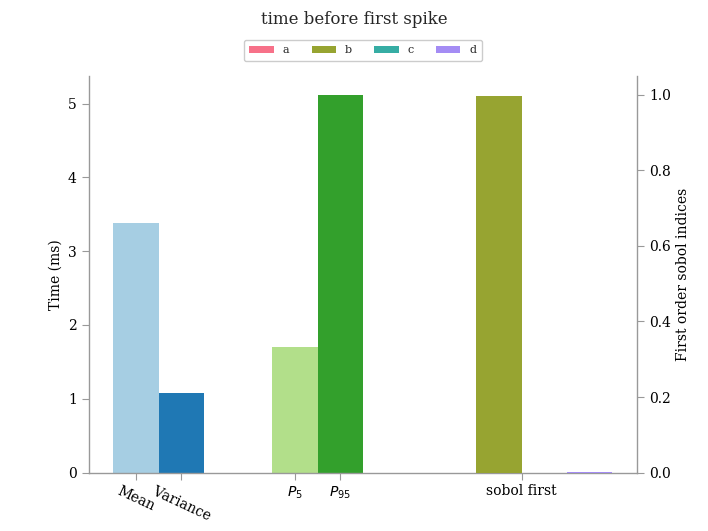 time before first spike
a b c d
5
4
3
2
1
0
Time (ms)
1.0
0.8
0.6
0.4
0.2
0.0
First order sobol indices
Mean
Variance
P5
P95
sobol first